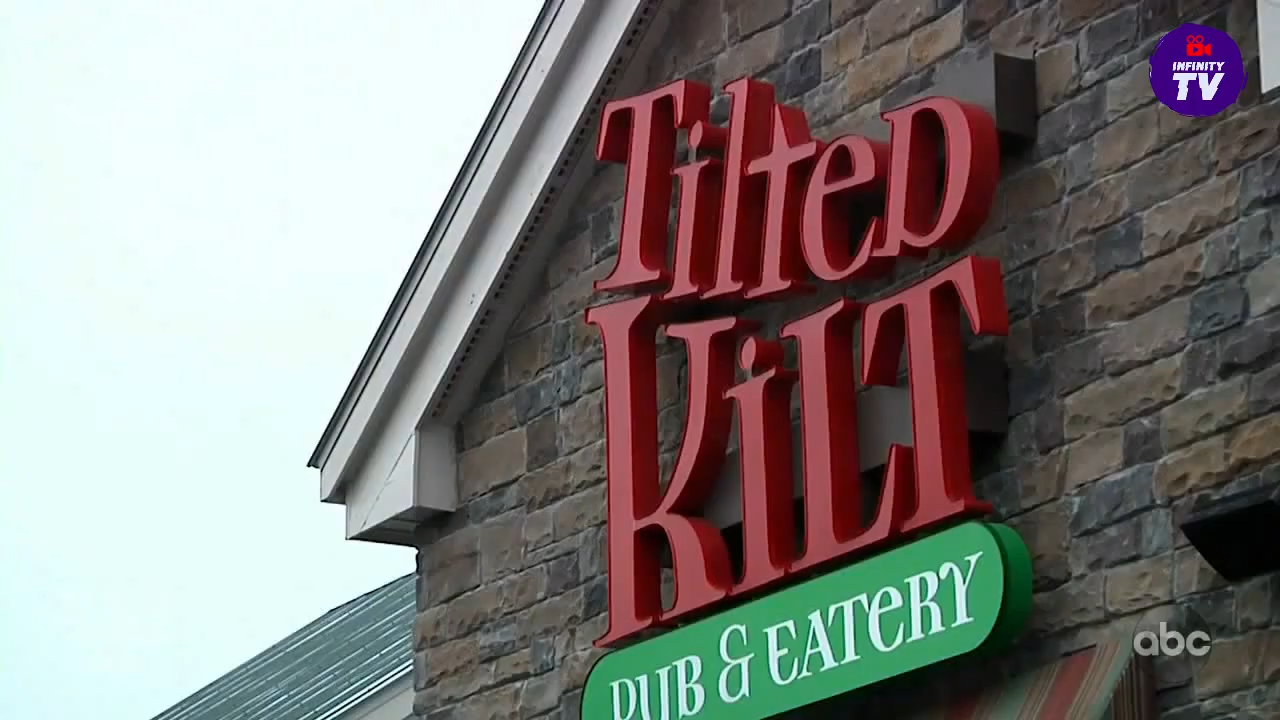 INFINITY
TV
Tilted
KiLT
PUB & EATERY
abc